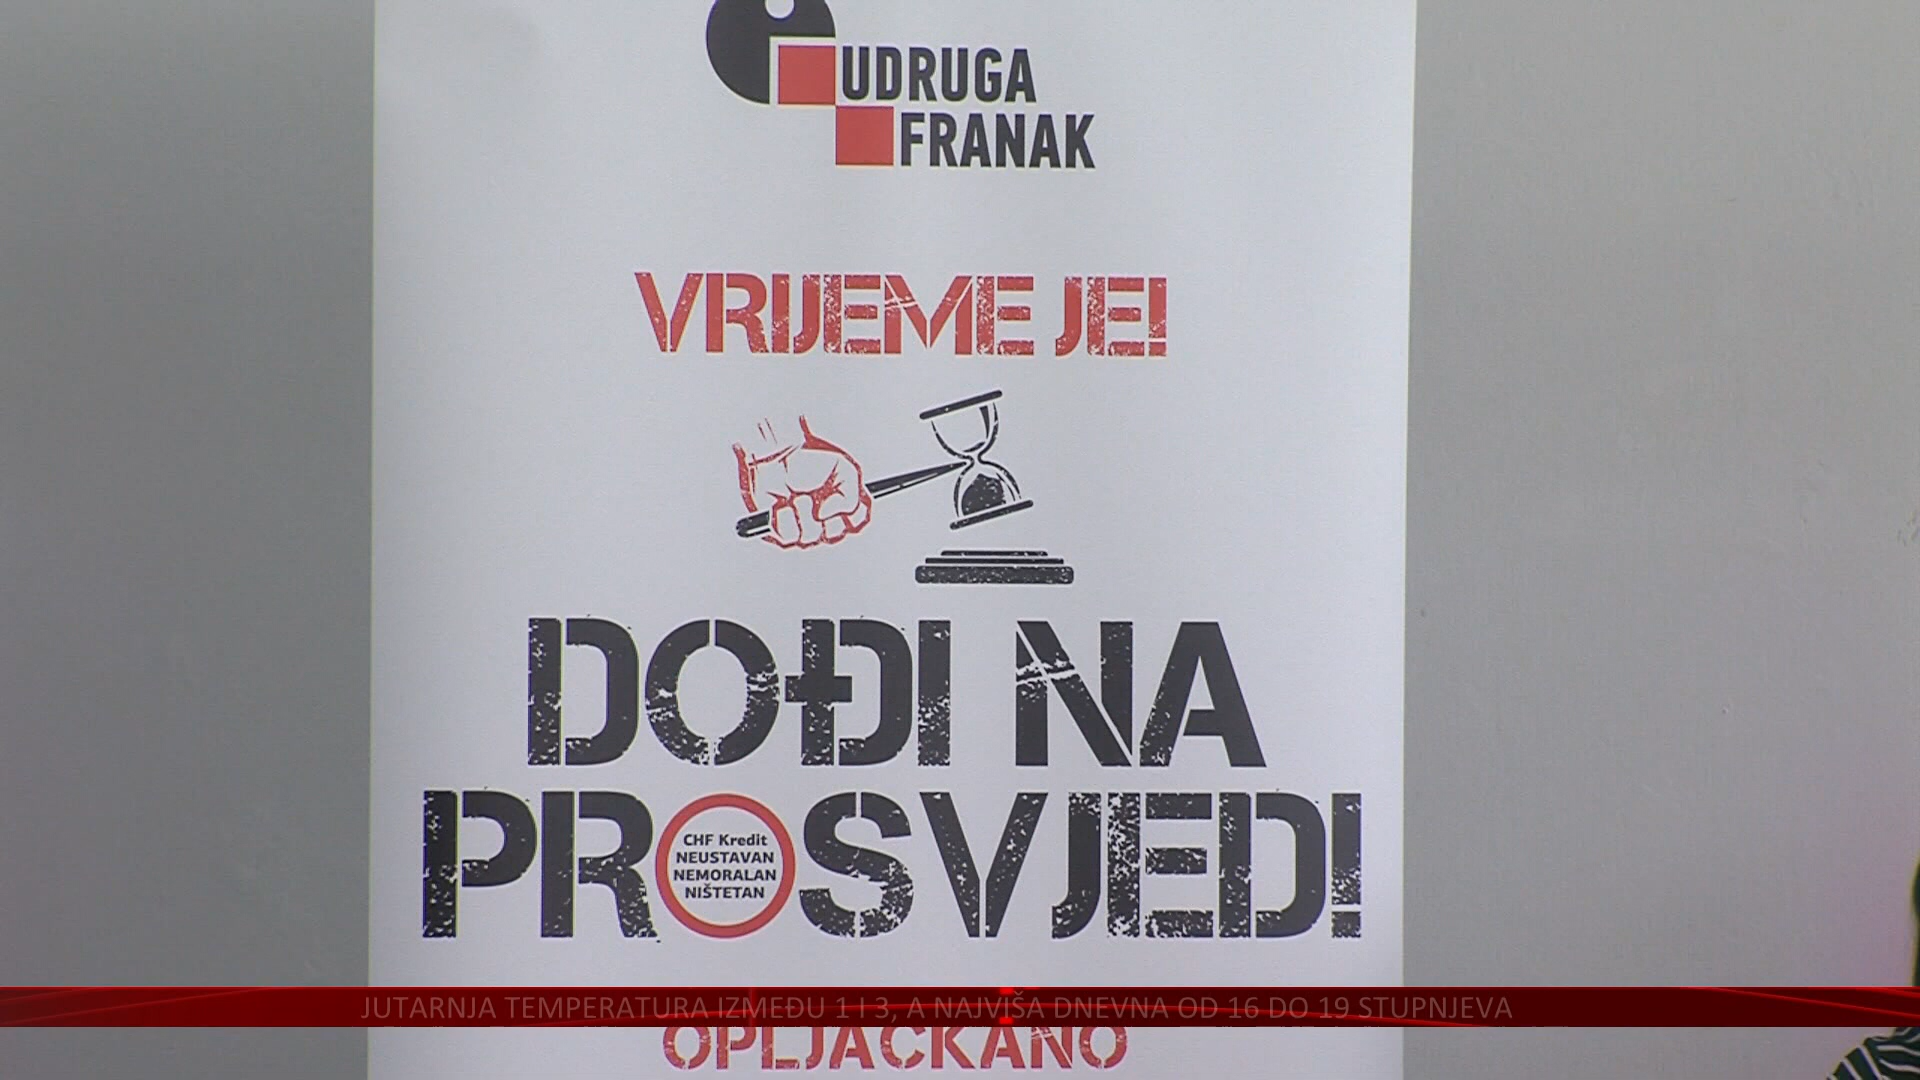 UDRUGA
FRANAK
VRIJEME JE!
DOĐI NA
PROSVJED!
CHF Kredit
NEUSTAVAN
NEMORALAN
NIŠTETAN
JUTARNJA TEMPERATURA IZMEĐU 1 I 3, A NAJVIŠA DNEVNA OD 16 DO 19 STUPNJEVA
OPLJAČKANO